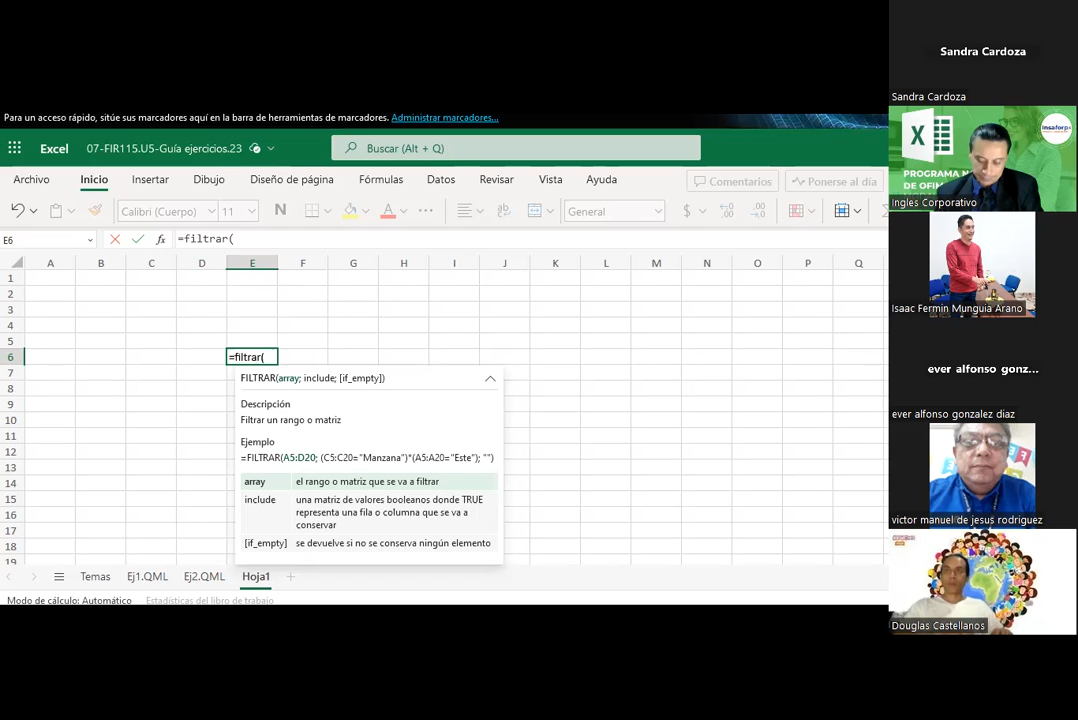 Para un acceso rápido, sitúe sus marcadores aquí en la barra de herramientas de marcadores. Administrar marcadores...
Excel 07-FIR115.U5-Guía ejercicios.23 Buscar (Alt + Q)
Archivo Inicio Insertar Dibujo Diseño de página Fórmulas Datos Revisar Vista Ayuda Comentarios Ponerse al día
Calibri (Cuerpo) 11 N A ab General $
E6 fx =filtrar(
A B C D E F G H I J K L M N O P Q
1
2
3
4
5
6 =filtrar(
7
8
9
10
11
12
13
14
15
16
17
18
19
FILTRAR(array; include; [if_empty])
Descripción
Filtrar un rango o matriz
Ejemplo
=FILTRAR(A5:D20; (C5:C20="Manzana")*(A5:A20="Este"); "")
array el rango o matriz que se va a filtrar
include una matriz de valores booleanos donde TRUE
representa una fila o columna que se va a
conservar
[if_empty] se devuelve si no se conserva ningún elemento
Temas Ej1.QML Ej2.QML Hoja1
Modo de cálculo: Automático Estadísticas del libro de trabajo
Sandra Cardoza
Sandra Cardoza
X
insaforp
PROGRAMA
DE OFIM
Ingles Corporativo
Isaac Fermin Munguia Arano
ever alfonso gonz...
ever alfonso gonzalez diaz
victor manuel de jesus rodriguez
Douglas Castellanos